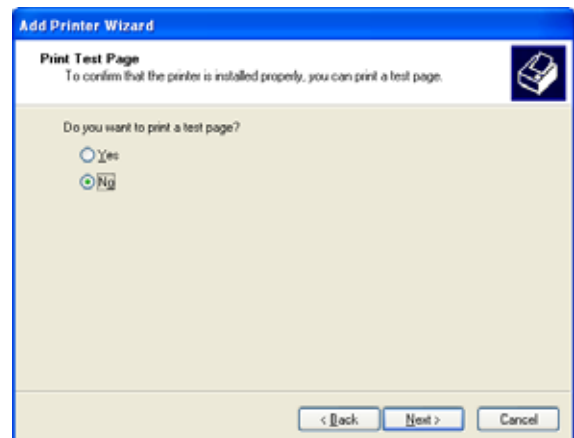 Add Printer Wizard
Print Test Page
To confirm that the printer is installed properly, you can print a test page.
Do you want to print a test page?
Yes
No
< Back
Next >
Cancel